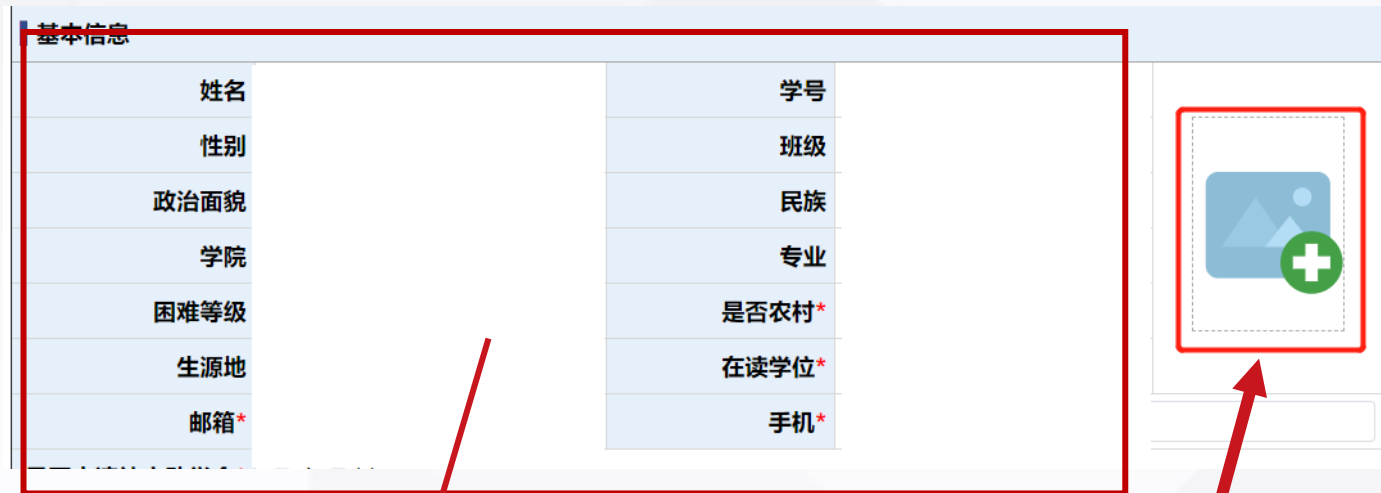 基本信息
姓名 学号
性别 班级
政治面貌 民族
学院 专业
困难等级 是否农村*
生源地 在读学位*
邮箱* 手机*